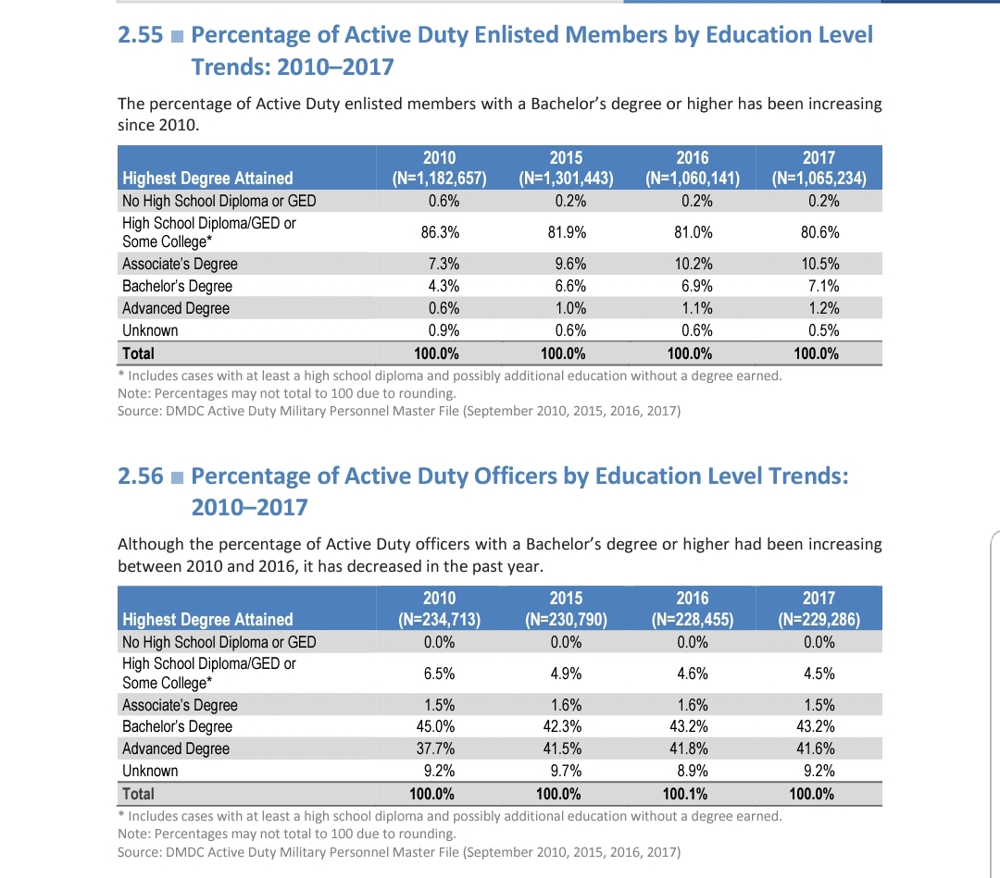 2.55 ■ Percentage of Active Duty Enlisted Members by Education Level
Trends: 2010–2017
The percentage of Active Duty enlisted members with a Bachelor’s degree or higher has been increasing
since 2010.
Highest Degree Attained 2010 (N=1,182,657) 2015 (N=1,301,443) 2016 (N=1,060,141) 2017 (N=1,065,234)
No High School Diploma or GED 0.6% 0.2% 0.2% 0.2%
High School Diploma/GED or
Some College* 86.3% 81.9% 81.0% 80.6%
Associate’s Degree 7.3% 9.6% 10.2% 10.5%
Bachelor’s Degree 4.3% 6.6% 6.9% 7.1%
Advanced Degree 0.6% 1.0% 1.1% 1.2%
Unknown 0.9% 0.6% 0.6% 0.5%
Total 100.0% 100.0% 100.0% 100.0%
* Includes cases with at least a high school diploma and possibly additional education without a degree earned.
Note: Percentages may not total to 100 due to rounding.
Source: DMDC Active Duty Military Personnel Master File (September 2010, 2015, 2016, 2017)
2.56 ■ Percentage of Active Duty Officers by Education Level Trends:
2010–2017
Although the percentage of Active Duty officers with a Bachelor’s degree or higher had been increasing
between 2010 and 2016, it has decreased in the past year.
Highest Degree Attained 2010 (N=234,713) 2015 (N=230,790) 2016 (N=228,455) 2017 (N=229,286)
No High School Diploma or GED 0.0% 0.0% 0.0% 0.0%
High School Diploma/GED or
Some College* 6.5% 4.9% 4.6% 4.5%
Associate’s Degree 1.5% 1.6% 1.6% 1.5%
Bachelor’s Degree 45.0% 42.3% 43.2% 43.2%
Advanced Degree 37.7% 41.5% 41.8% 41.6%
Unknown 9.2% 9.7% 8.9% 9.2%
Total 100.0% 100.0% 100.1% 100.0%
* Includes cases with at least a high school diploma and possibly additional education without a degree earned.
Note: Percentages may not total to 100 due to rounding.
Source: DMDC Active Duty Military Personnel Master File (September 2010, 2015, 2016, 2017)